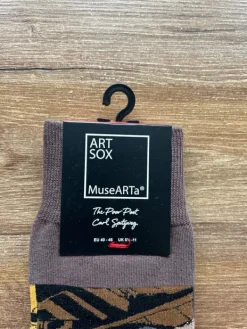 ART
SOX
MuseARTa®
The Poor Poet
Carl Spitzweg
EU 40 - 46 UK 6½-11